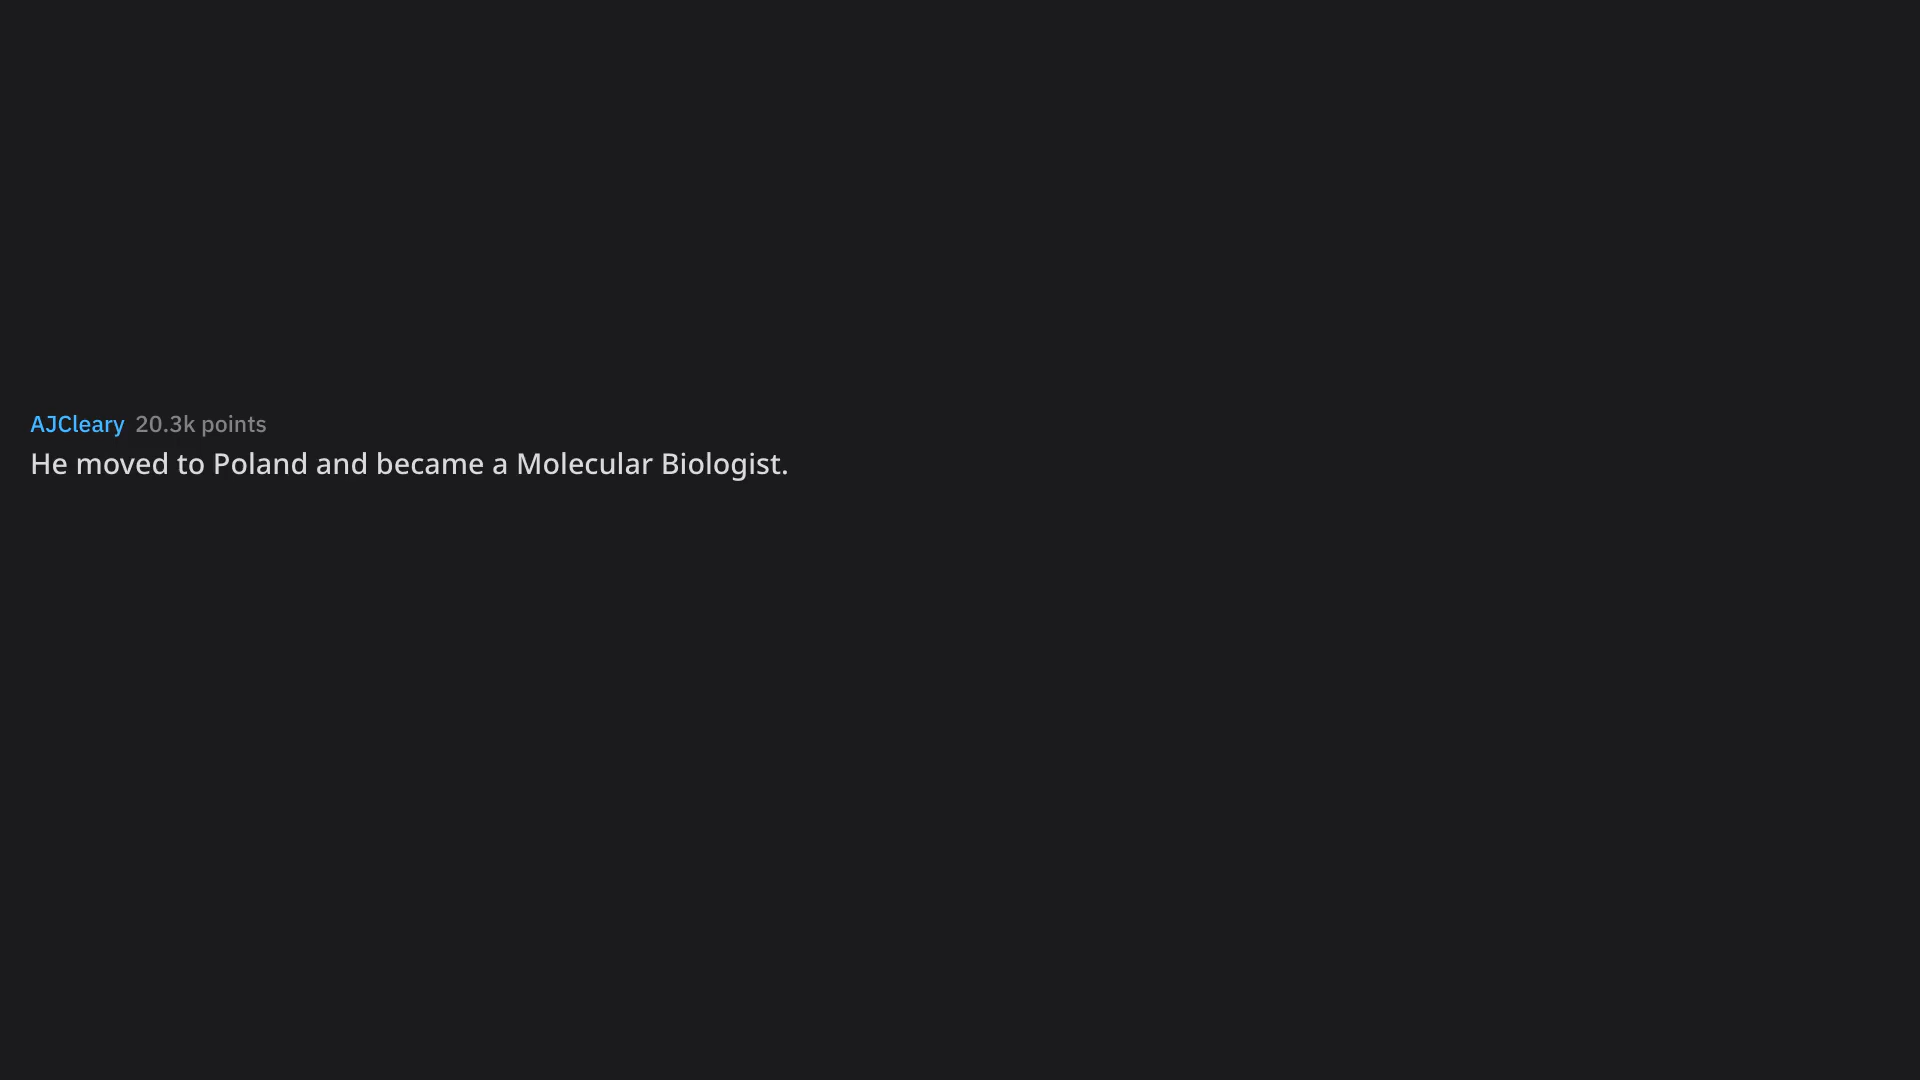 AJCleary 20.3k points
He moved to Poland and became a Molecular Biologist.